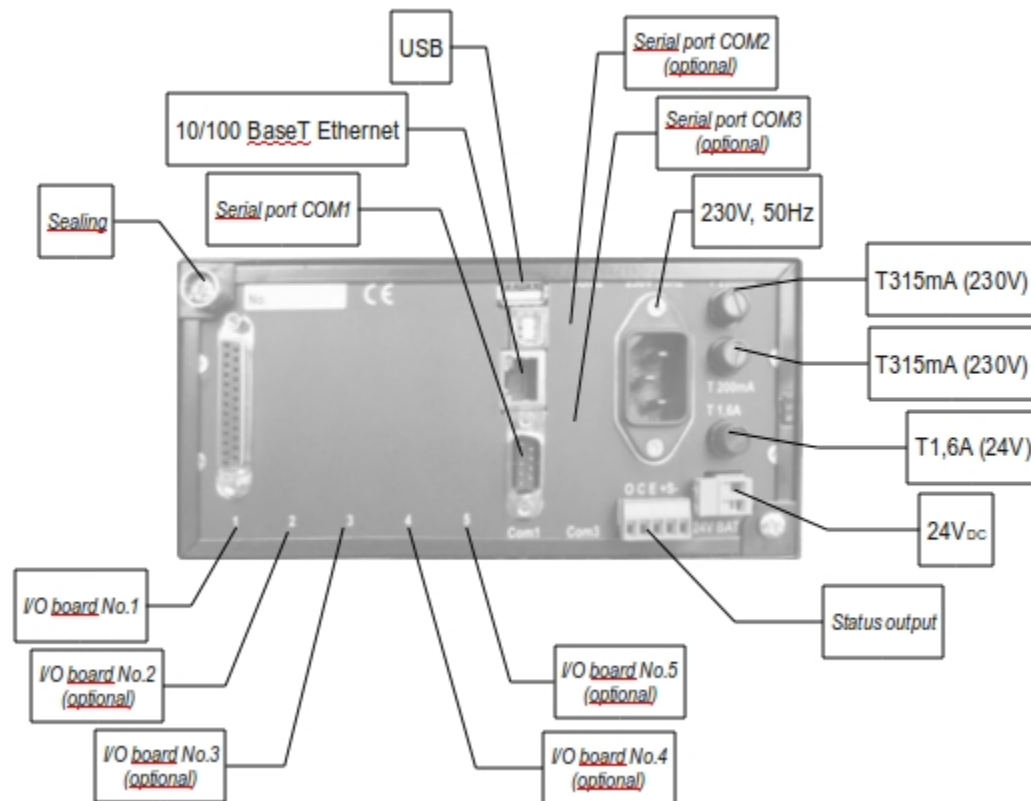 USB
Serial port COM2
(optional)
10/100 BaseT Ethernet
Serial port COM3
(optional)
Serial port COM1
230V, 50Hz
Sealing
T315mA (230V)
T315mA (230V)
T1,6A (24V)
24VDC
Status output
No.
CE
T 200mA
T 1,6A
O C E +S-
24V BAT
1
2
3
4
5
Com1
Com3
I/O board No.1
I/O board No.2
(optional)
I/O board No.3
(optional)
I/O board No.5
(optional)
I/O board No.4
(optional)